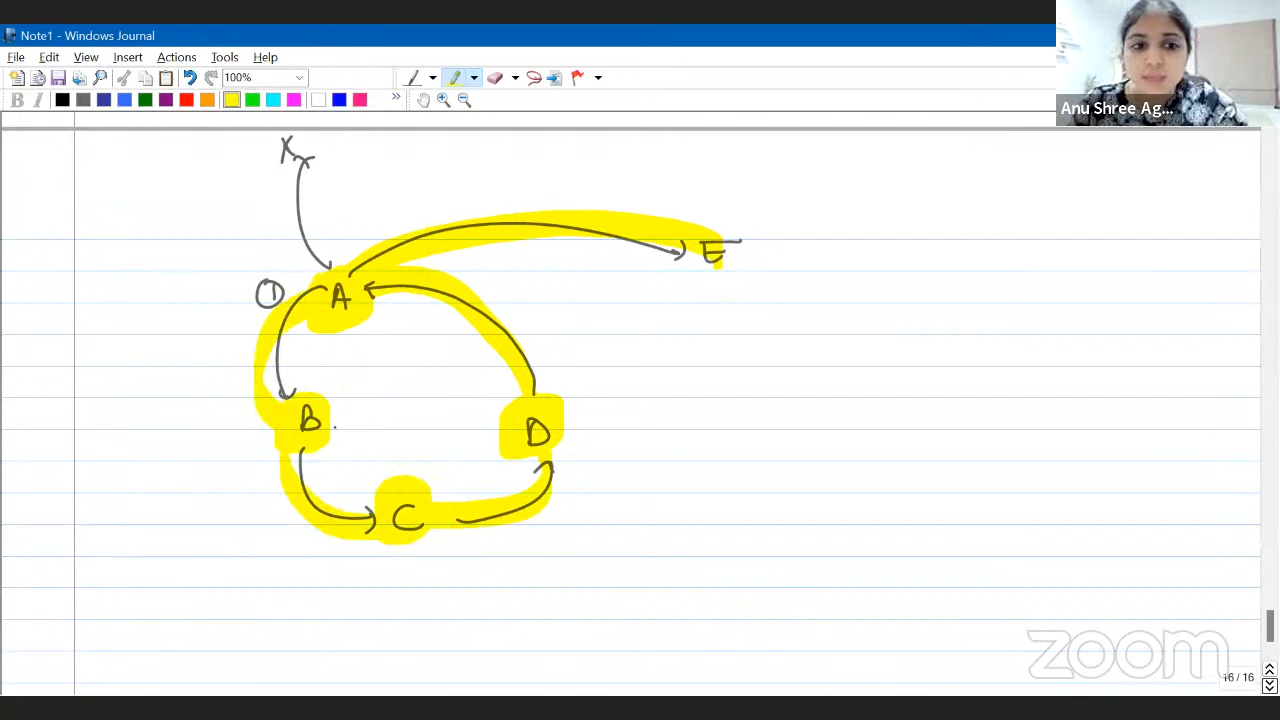 Note1 - Windows Journal
File Edit View Insert Actions Tools Help
100%
B I
Anu Shree Ag...
X
A
E
1
B
D
C
zoom
16 / 16